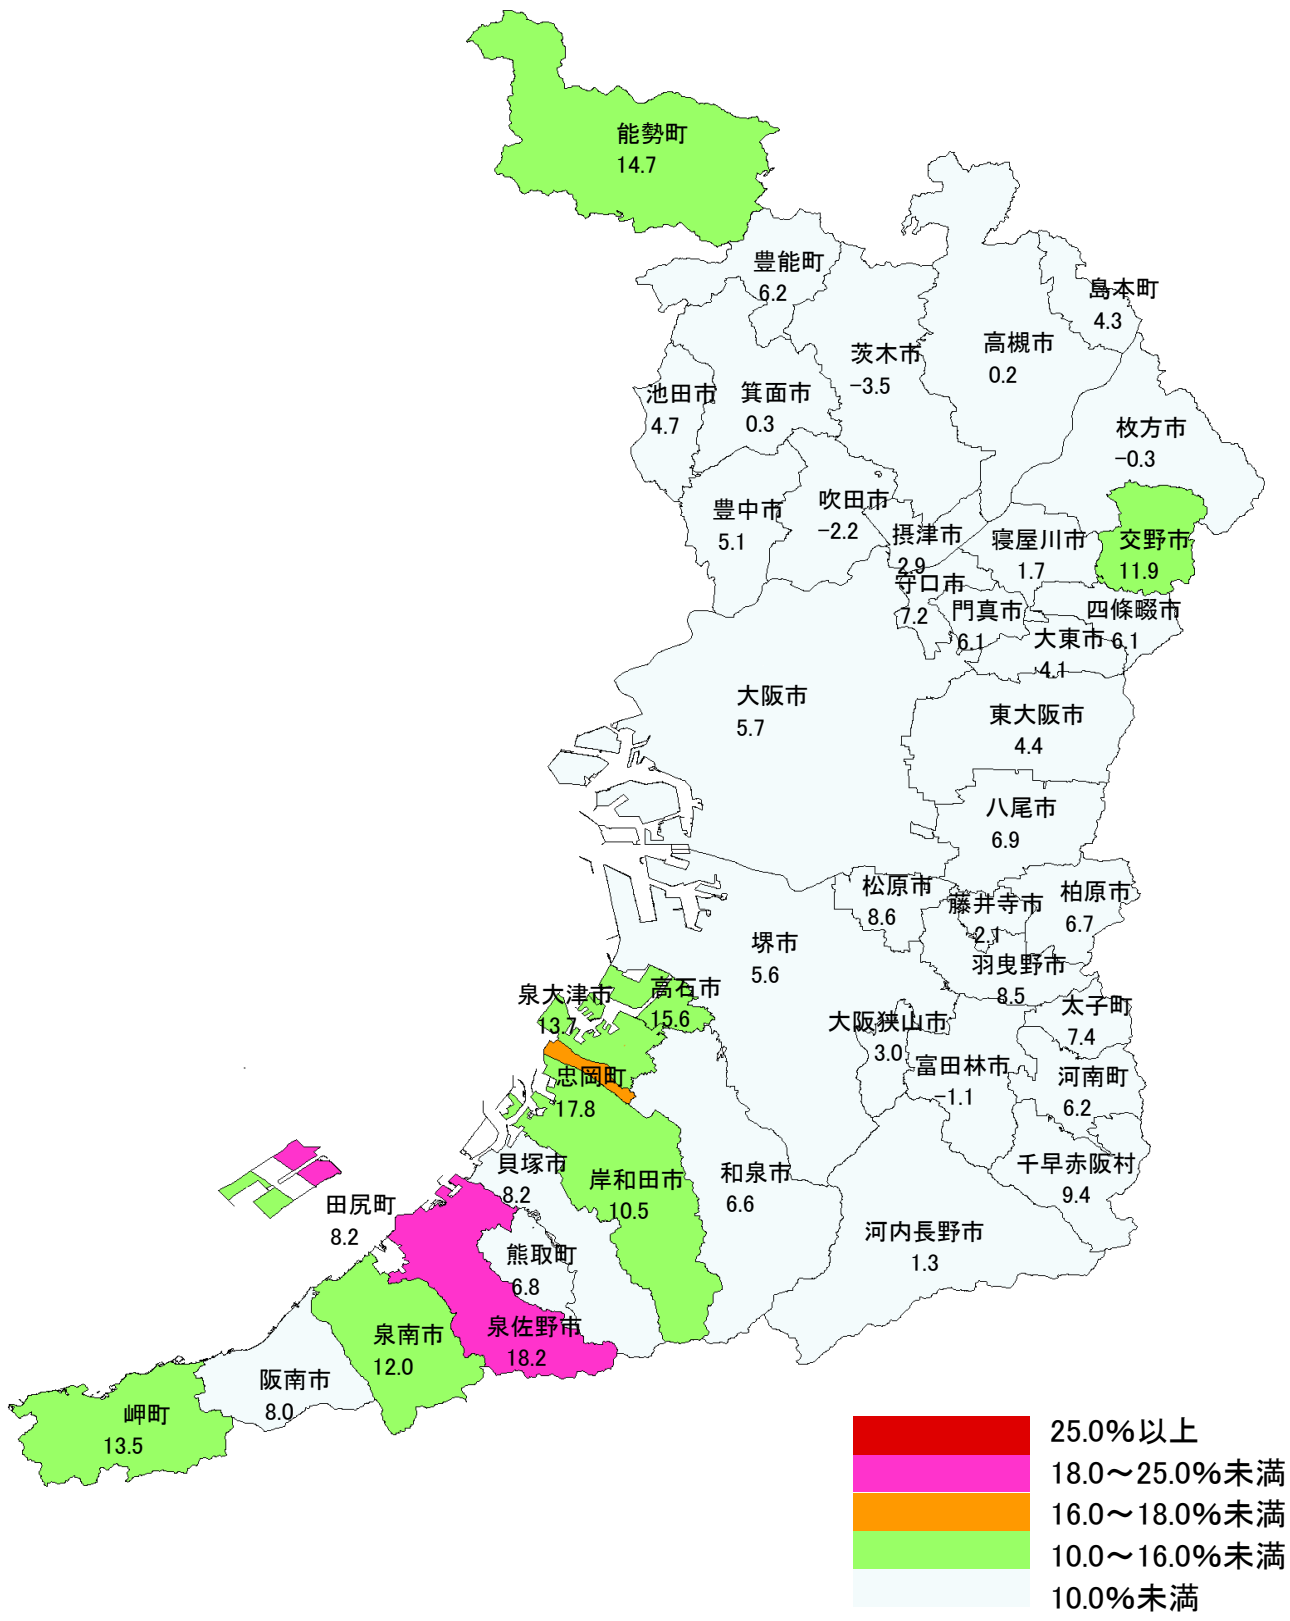 能勢町
14.7
豊能町
6.2
島本町
4.3
高槻市
0.2
茨木市
-3.5
箕面市
0.3
池田市
4.7
枚方市
-0.3
豊中市
5.1
吹田市
-2.2
摂津市
2.9
寝屋川市
1.7
交野市
11.9
守口市
7.2
門真市
6.1
四條畷市
6.1
大東市
4.1
大阪市
5.7
東大阪市
4.4
八尾市
6.9
松原市
8.6
藤井寺市
2.1
柏原市
6.7
堺市
5.6
羽曳野市
8.5
高石市
15.6
泉大津市
13.7
大阪狭山市
3.0
太子町
7.4
忠岡町
17.8
富田林市
-1.1
河南町
6.2
貝塚市
8.2
岸和田市
10.5
和泉市
6.6
千早赤阪村
9.4
田尻町
8.2
河内長野市
1.3
熊取町
6.8
泉佐野市
18.2
泉南市
12.0
阪南市
8.0
岬町
13.5
25.0%以上
18.0～25.0%未満
16.0～18.0%未満
10.0～16.0%未満
10.0%未満